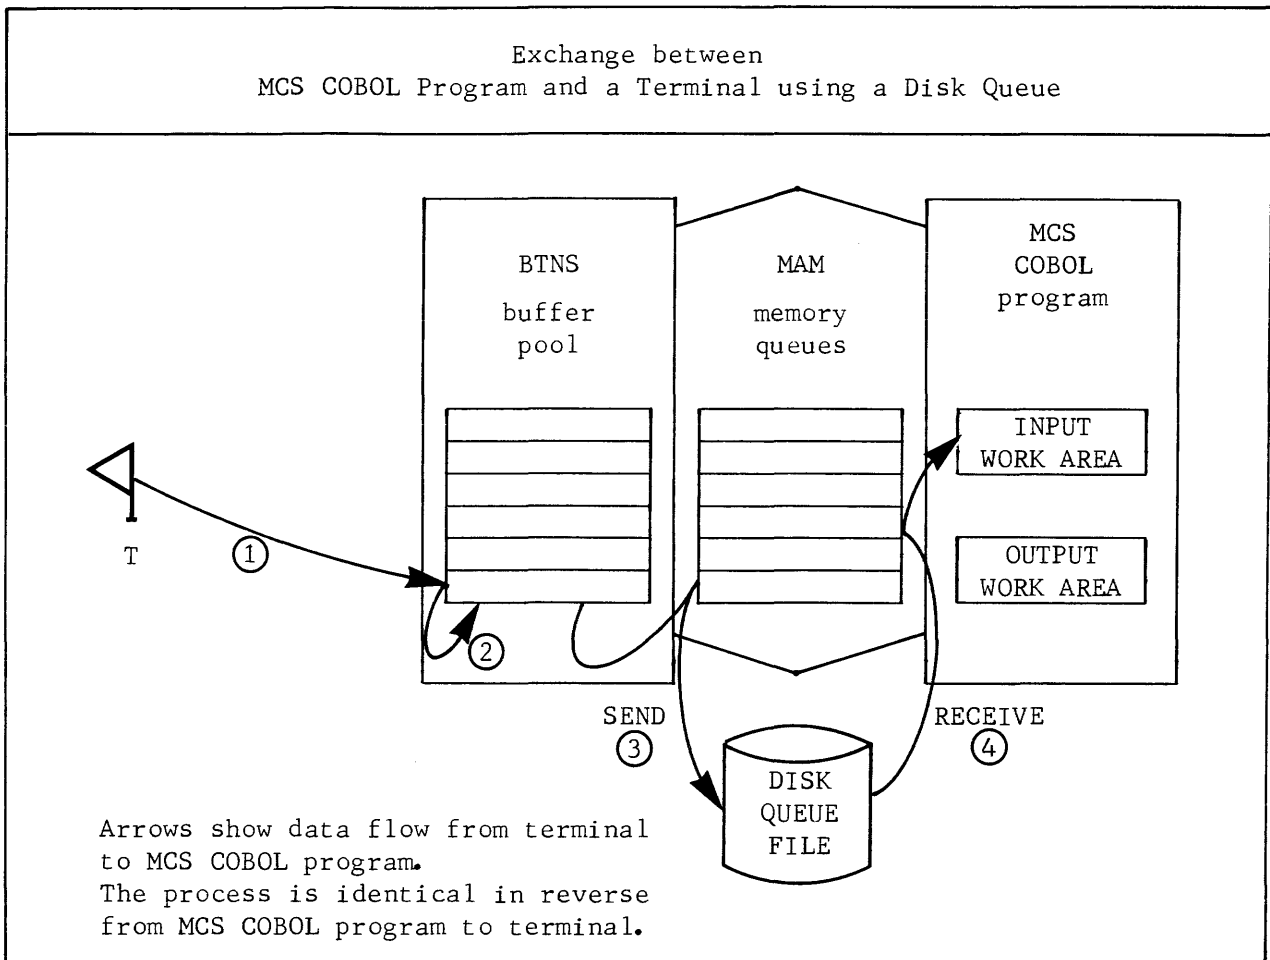 Exchange between
MCS COBOL Program and a Terminal using a Disk Queue
BTNS
buffer
pool
MAM
memory
queues
MCS
COBOL
program
INPUT
WORK AREA
OUTPUT
WORK AREA
T
1
2
SEND
3
RECEIVE
4
DISK
QUEUE
FILE
Arrows show data flow from terminal
to MCS COBOL program.
The process is identical in reverse
from MCS COBOL program to terminal.